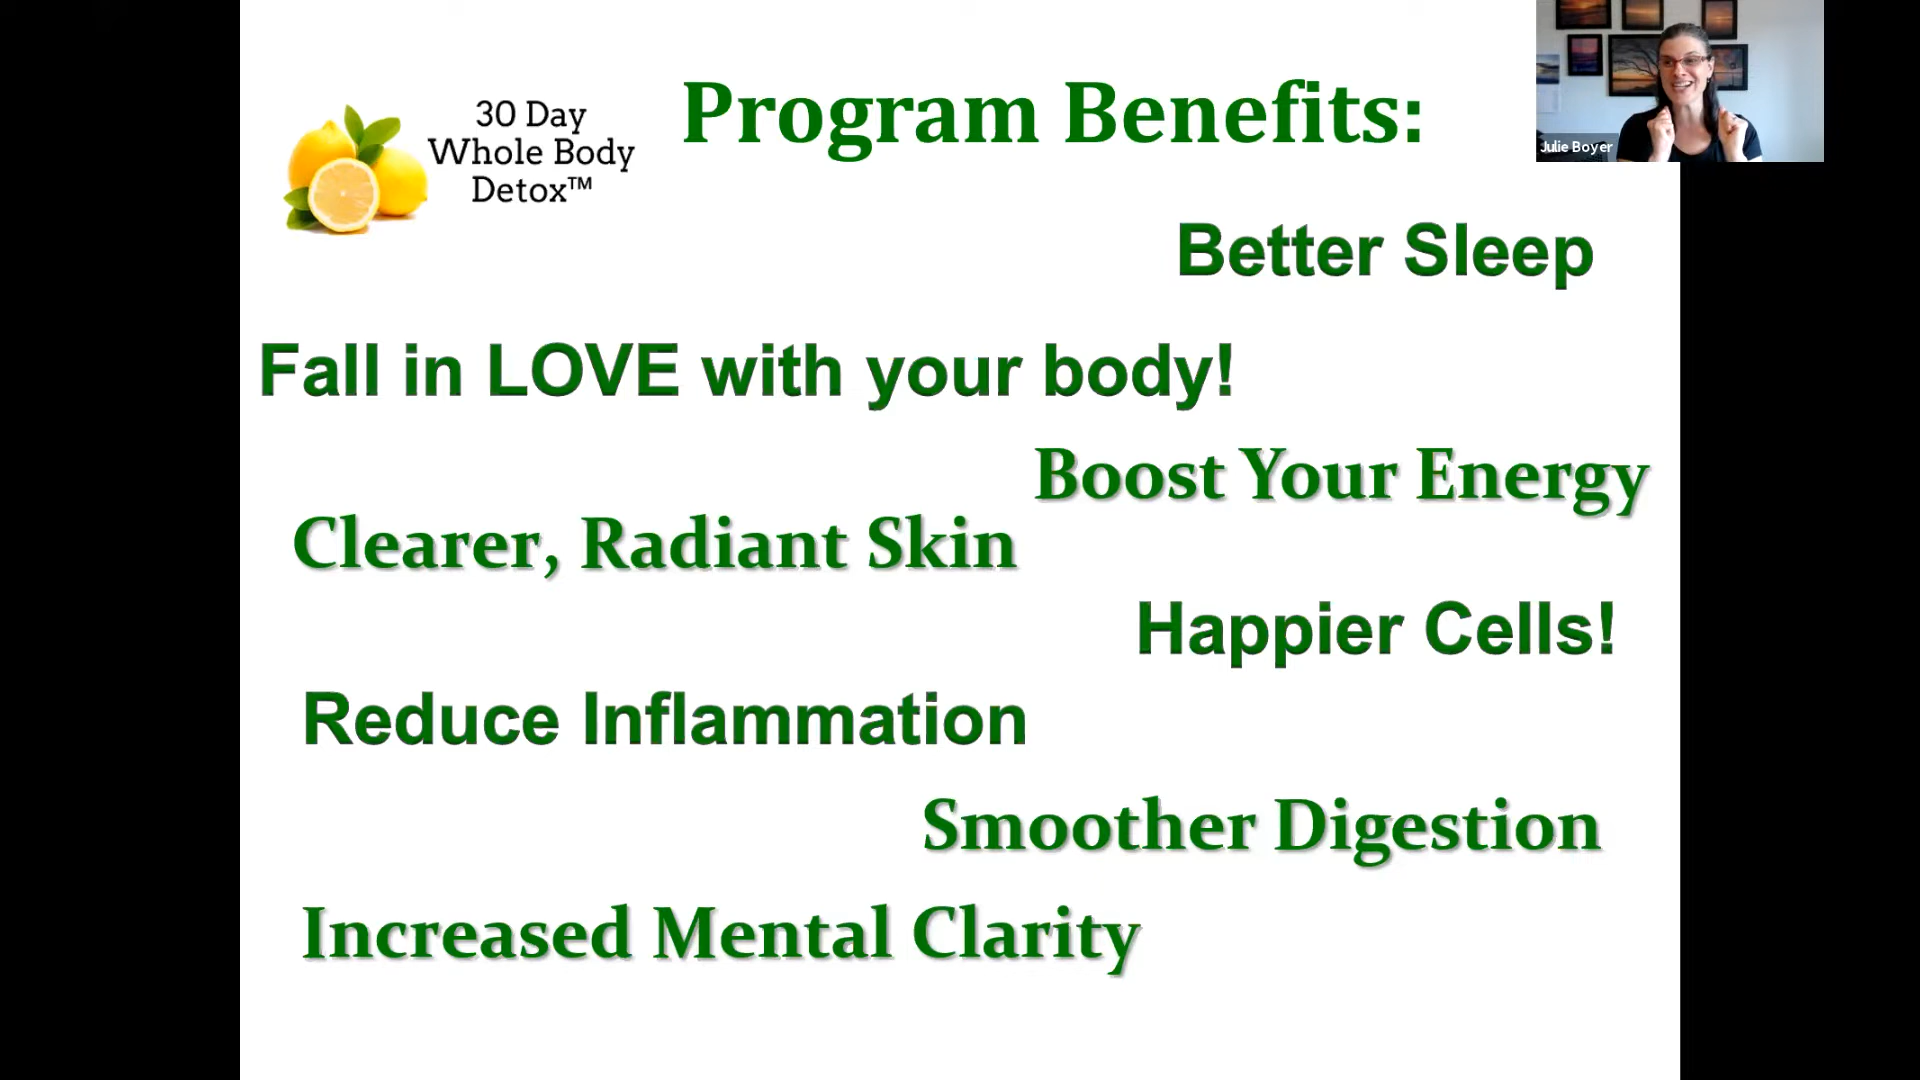 30 Day
Whole Body
Detox™
Program Benefits:
Julie Boyer
Better Sleep
Fall in LOVE with your body!
Boost Your Energy
Clearer, Radiant Skin
Happier Cells!
Reduce Inflammation
Smoother Digestion
Increased Mental Clarity